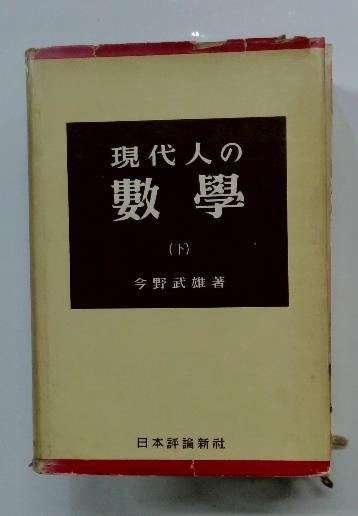 現代人の
數學
(下)
今野武雄著
日本評論新社